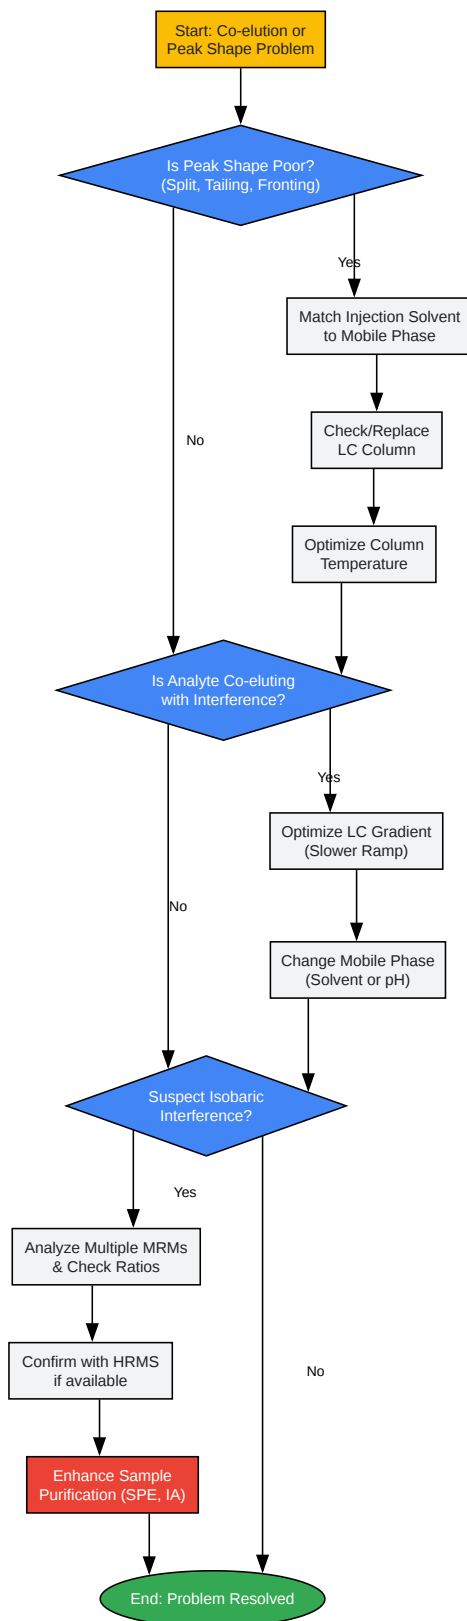 Start: Co-elution or
Peak Shape Problem
Is Peak Shape Poor?
(Split, Tailing, Fronting)
Yes
Match Injection Solvent
to Mobile Phase
Check/Replace
LC Column
No
Optimize Column
Temperature
Is Analyte Co-eluting
with Interference?
Yes
Optimize LC Gradient
(Slower Ramp)
No
Change Mobile Phase
(Solvent or pH)
Suspect Isobaric
Interference?
Yes
Analyze Multiple MRMs
& Check Ratios
Confirm with HRMS
if available
No
Enhance Sample
Purification (SPE, IA)
End: Problem Resolved